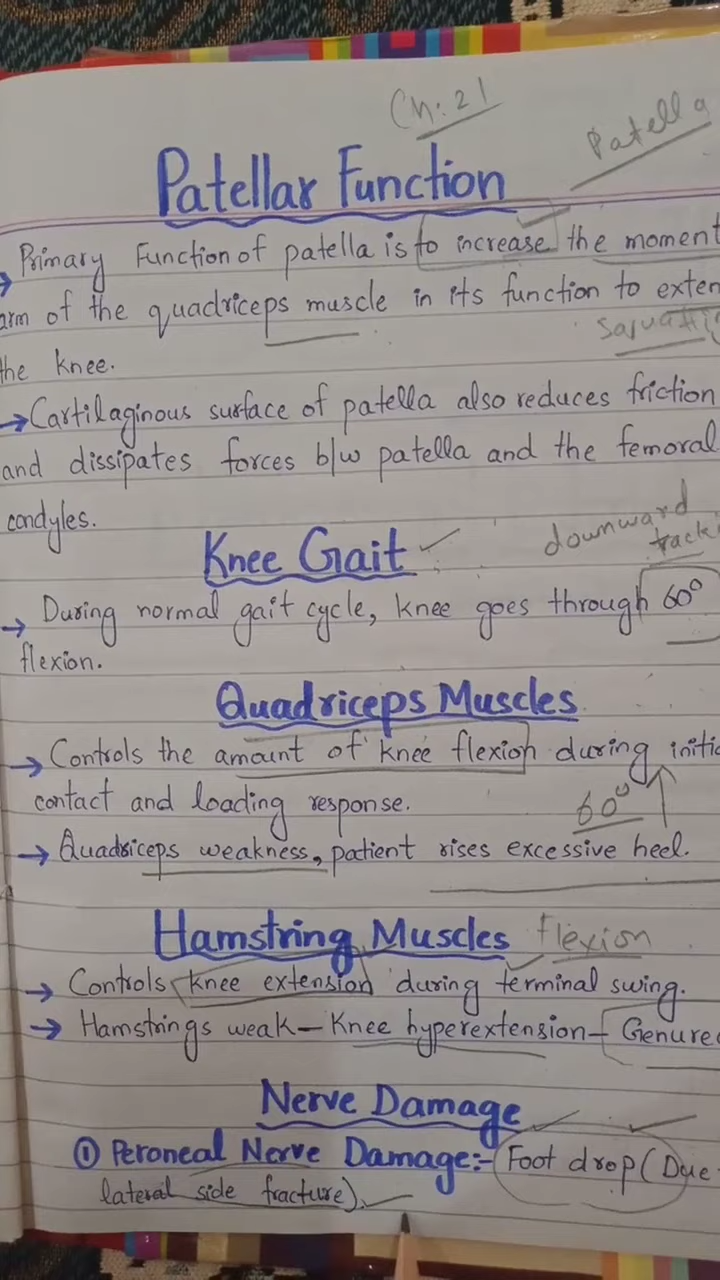 Ch: 21
Patella
Patellar Function
→ Primary Function of patella is to increase the moment
arm of the quadriceps muscle in its function to exten
the knee.
→ Cartilaginous surface of patella also reduces friction
and dissipates forces b/w patella and the femoral
condyles.
downward
track
Knee Gait
→ During normal gait cycle, knee goes through 60°
flexion.
Quadriceps Muscles
→ Controls the amount of knee flexion during initi
contact and loading response.
60°
→ Quadriceps weakness, patient rises excessive heel.
Hamstring Muscles flexion
→ Controls knee extension during terminal swing.
→ Hamstrings weak - Knee hyperextension - Genure
Nerve Damage
① Peroneal Nerve Damage:- Foot drop (Due
lateral side fracture).